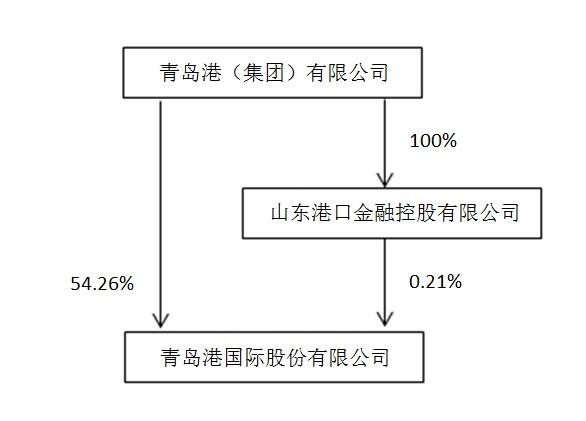 青岛港（集团）有限公司
100%
山东港口金融控股有限公司
54.26%
0.21%
青岛港国际股份有限公司